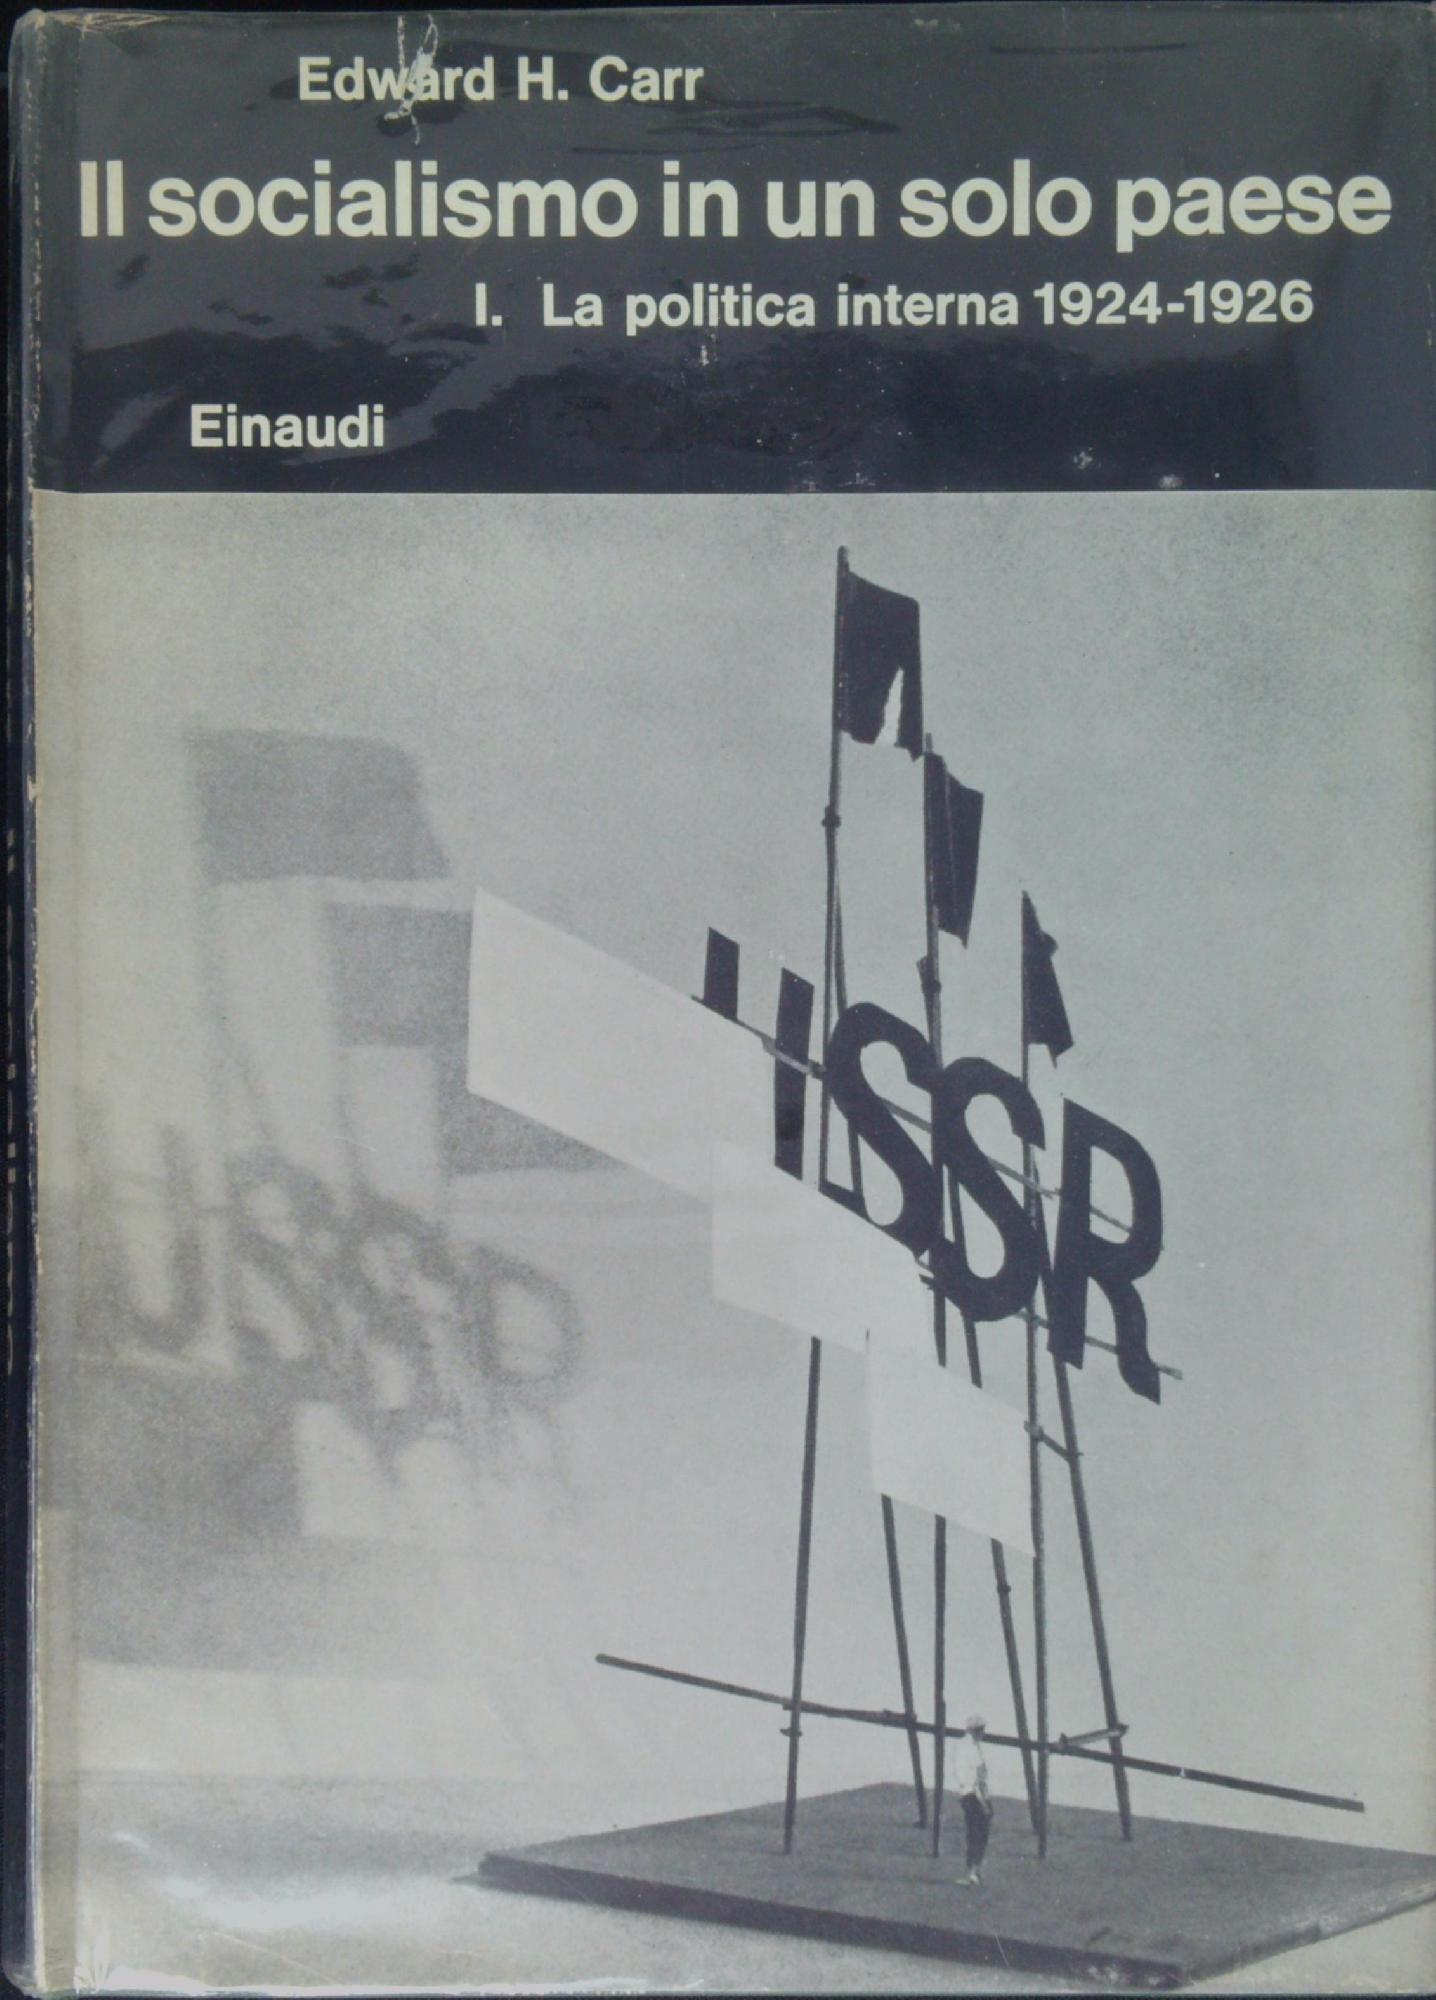 Edward H. Carr
Il socialismo in un solo paese
I. La politica interna 1924-1926
Einaudi
USSR